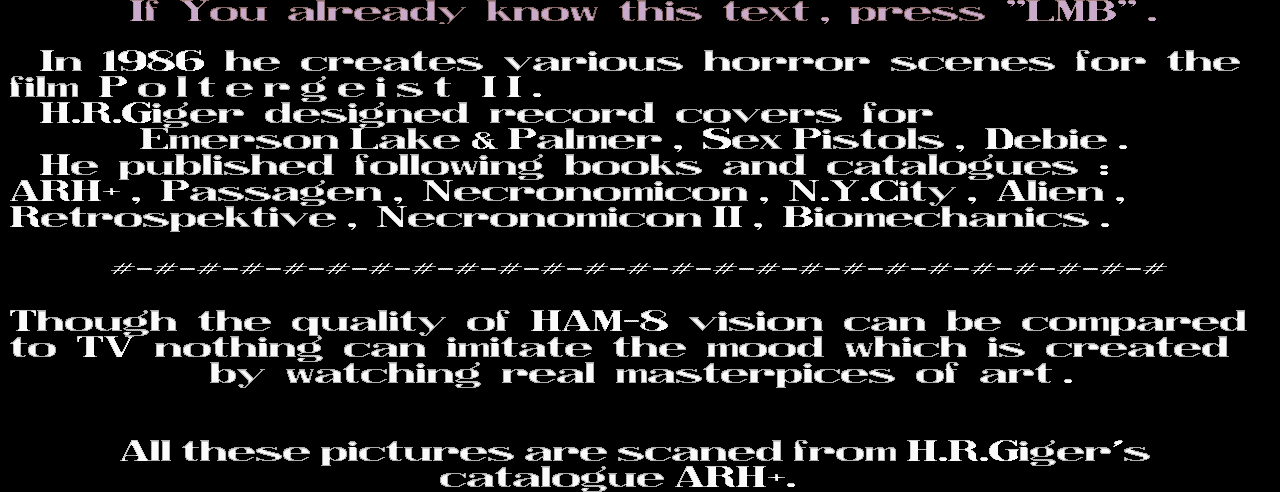 If You already know this text , press "LMB" .
In 1986 he creates various horror scenes for the
film P o l t e r g e i s t  I I .
H.R.Giger designed record covers for
Emerson Lake & Palmer , Sex Pistols , Debie .
He published following books and catalogues :
ARH+ , Passagen , Necronomicon , N.Y.City , Alien ,
Retrospektive , Necronomicon II , Biomechanics .
#-#-#-#-#-#-#-#-#-#-#-#-#-#-#-#-#-#-#-#-#-#-#-#-#
Though the quality of HAM-8 vision can be compared
to TV nothing can imitate the mood which is created
by watching real masterpices of art .
All these pictures are scaned from H.R.Giger's
catalogue ARH+.